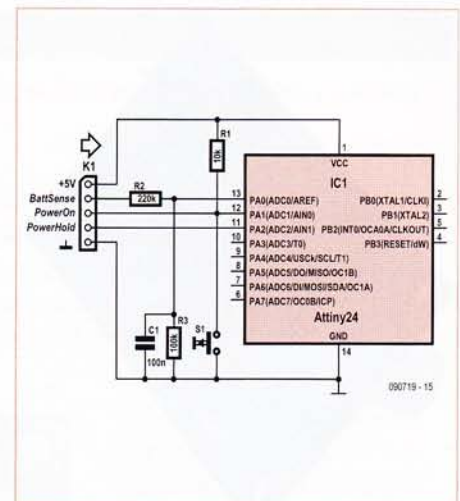 K1
+5V
BattSense
PowerOn
PowerHold
R2
220k
R1
10k
C1
100n
R3
100k
S1
1
VCC
IC1
13 PA0(ADC0/AREF)
12 PA1(ADC1/AIN0)
11 PA2(ADC2/AIN1)
10 PA3(ADC3/T0)
9 PA4(ADC4/USCk/SCL/T1)
8 PA5(ADC5/DO/MISO/OC1B)
7 PA6(ADC6/DI/MOSI/SDA/OC1A)
6 PA7(ADC7/OC0B/ICP)
PB0(XTAL1/CLKI) 2
PB1(XTAL2) 3
PB2(INT0/OCA0A/CLKOUT) 5
PB3(RESET/dW) 4
Attiny24
GND
14
090719 - 15